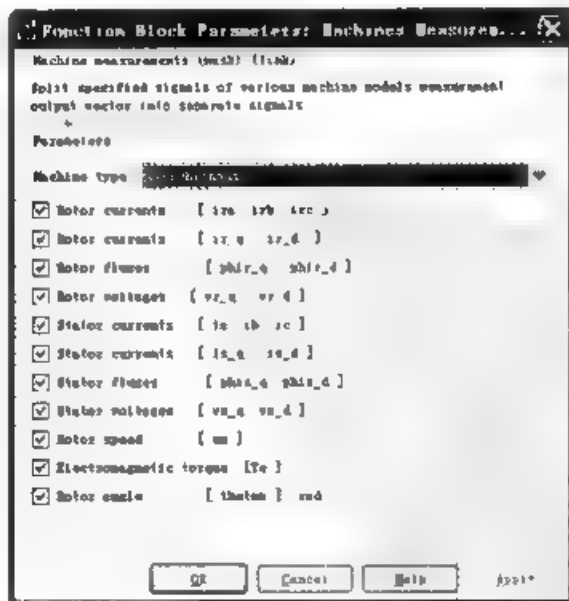 Function Block Parameters: Machines Measurem...
Machine measurements (mask) (link)
Split specified signals of various machine models measurement
output vector into separate signals
Parameters
Machine type
Rotor currents [ ira irb irc ]
Rotor currents [ ir_q ir_d ]
Rotor fluxes [ phir_q phir_d ]
Rotor voltages [ vr_q vr_d ]
Stator currents [ ia ib ic ]
Stator currents [ is_q is_d ]
Stator fluxes [ phis_q phis_d ]
Stator voltages [ vs_q vs_d ]
Rotor speed [ wm ]
Electromagnetic torque [Te ]
Rotor angle [ thetam ] rad
OK Cancel Help Apply